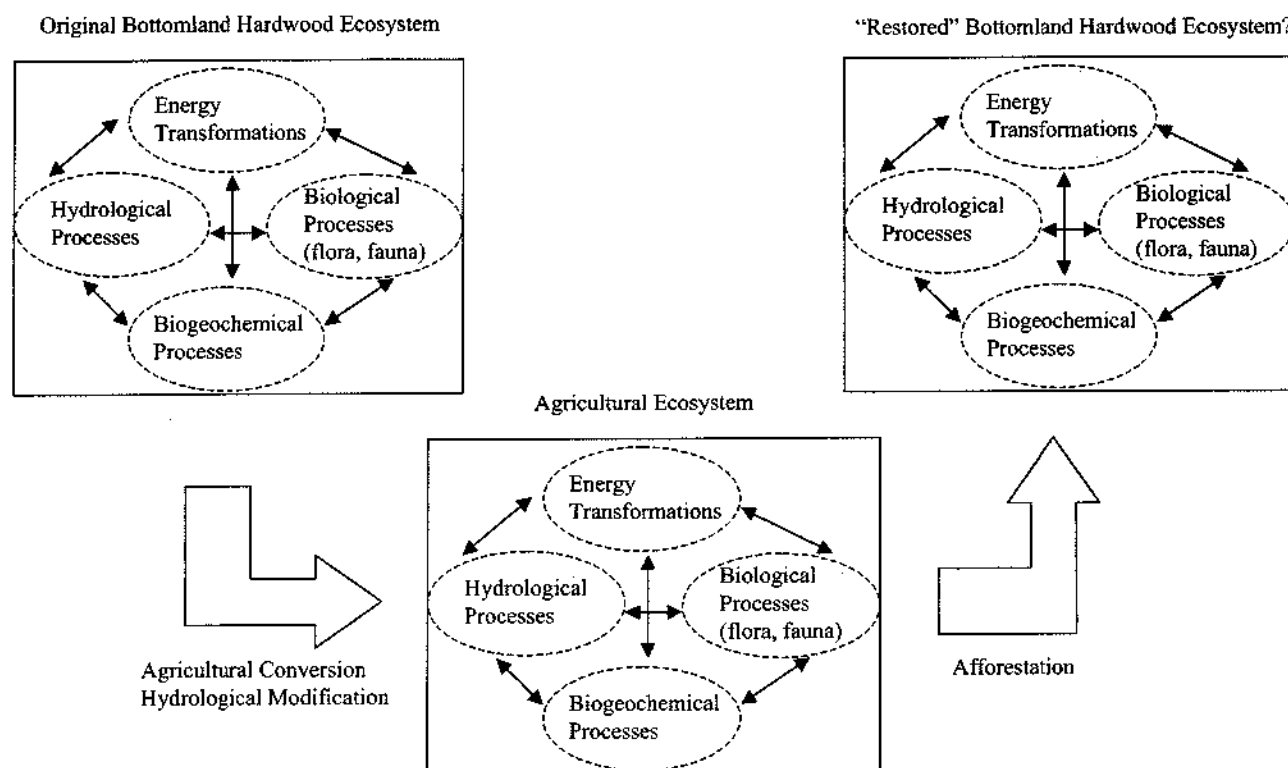 Original Bottomland Hardwood Ecosystem
Energy
Transformations
Hydrological
Processes
Biological
Processes
(flora, fauna)
Biogeochemical
Processes
"Restored" Bottomland Hardwood Ecosystem?
Energy
Transformations
Hydrological
Processes
Biological
Processes
(flora, fauna)
Biogeochemical
Processes
Agricultural Ecosystem
Energy
Transformations
Hydrological
Processes
Biological
Processes
(flora, fauna)
Biogeochemical
Processes
Agricultural Conversion
Hydrological Modification
Afforestation